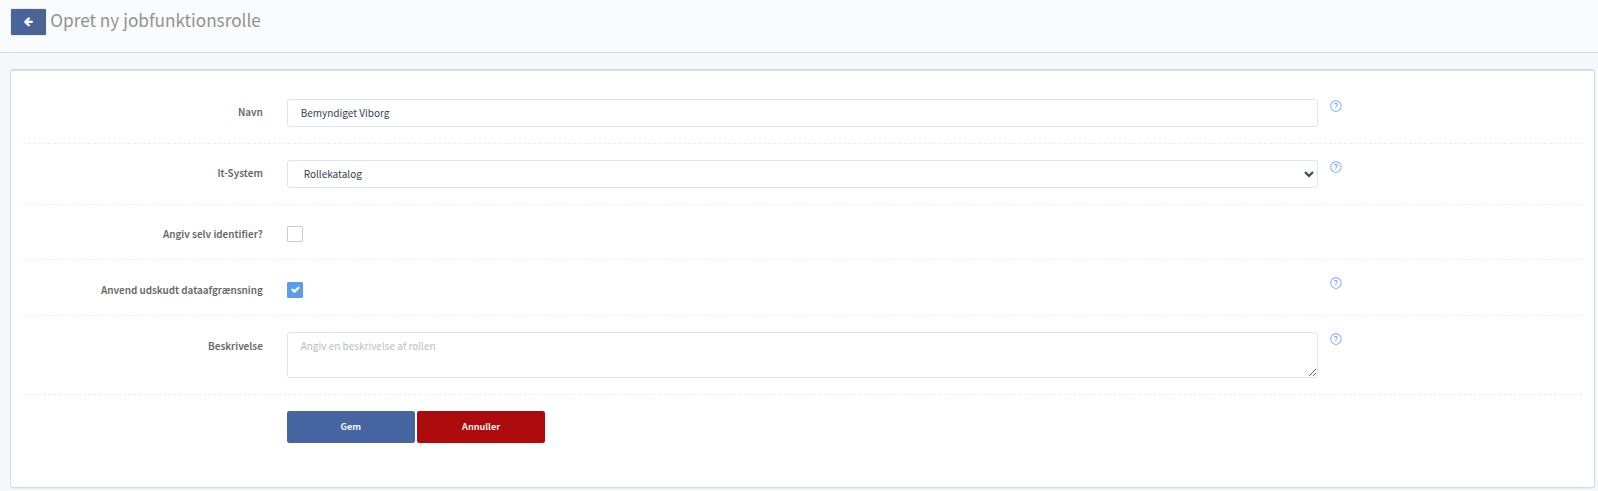 Opret ny jobfunktionsrolle
Navn
Bemyndiget Viborg
It-System
Rollekatalog
Angiv selv identifier?
Anvend udskudt dataafgrænsning
Beskrivelse
Angiv en beskrivelse af rollen
Gem
Annuller